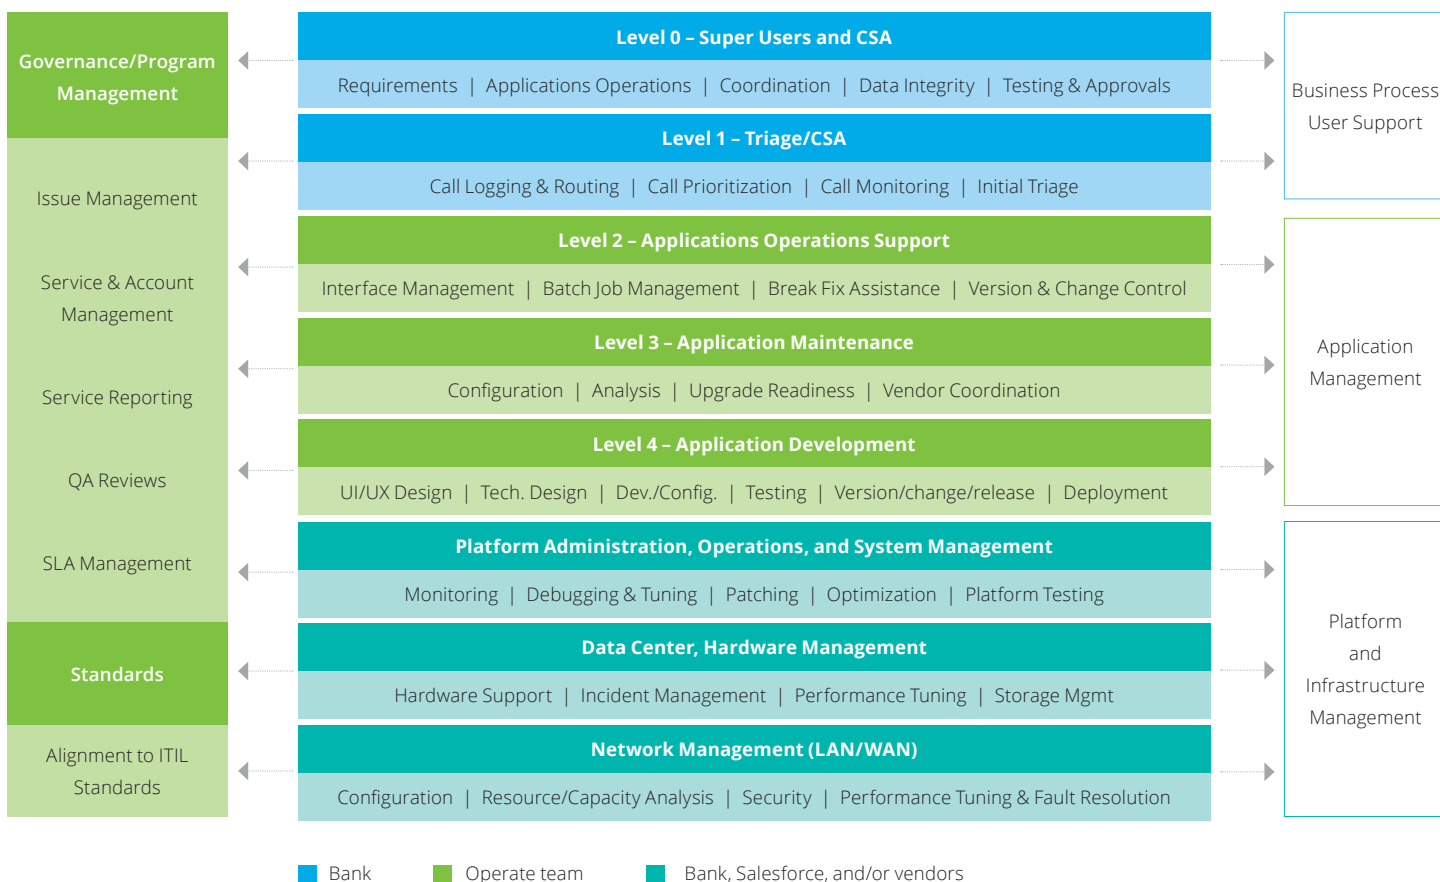 Governance/Program
Management
Issue Management
Service & Account
Management
Service Reporting
QA Reviews
SLA Management
Standards
Alignment to ITIL
Standards
Level 0 – Super Users and CSA
Requirements | Applications Operations | Coordination | Data Integrity | Testing & Approvals
Level 1 – Triage/CSA
Call Logging & Routing | Call Prioritization | Call Monitoring | Initial Triage
Level 2 – Applications Operations Support
Interface Management | Batch Job Management | Break Fix Assistance | Version & Change Control
Level 3 – Application Maintenance
Configuration | Analysis | Upgrade Readiness | Vendor Coordination
Level 4 – Application Development
UI/UX Design | Tech. Design | Dev./Config. | Testing | Version/change/release | Deployment
Platform Administration, Operations, and System Management
Monitoring | Debugging & Tuning | Patching | Optimization | Platform Testing
Data Center, Hardware Management
Hardware Support | Incident Management | Performance Tuning | Storage Mgmt
Network Management (LAN/WAN)
Configuration | Resource/Capacity Analysis | Security | Performance Tuning & Fault Resolution
Business Process
User Support
Application
Management
Platform
and
Infrastructure
Management
Bank
Operate team
Bank, Salesforce, and/or vendors